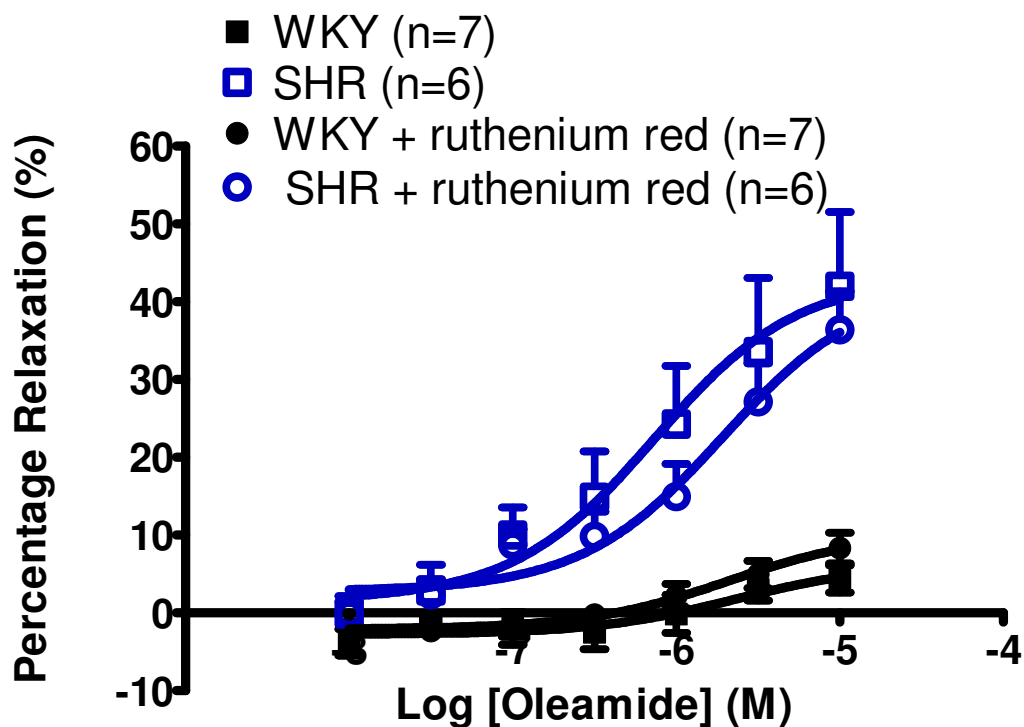 WKY (n=7)
SHR (n=6)
WKY + ruthenium red (n=7)
SHR + ruthenium red (n=6)
Percentage Relaxation (%)
60
50
40
30
20
10
0
-10
-8
-7
-6
-5
-4
Log [Oleamide] (M)